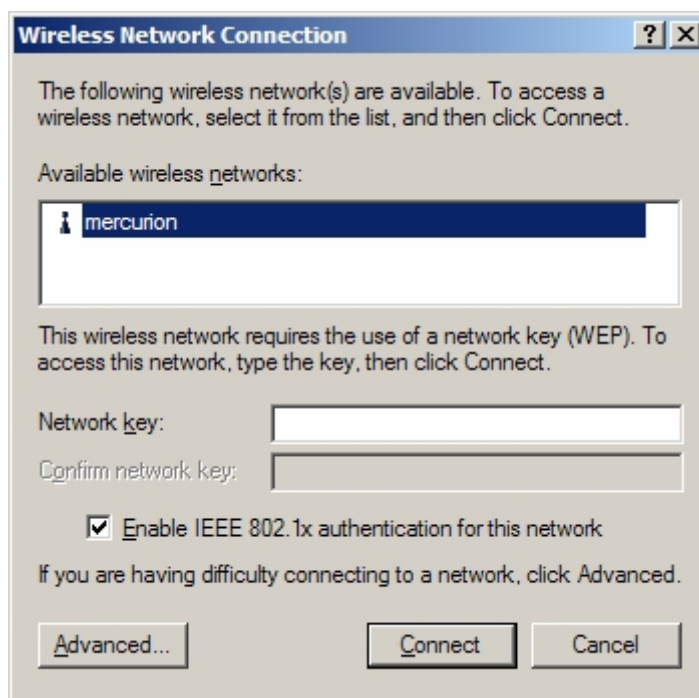 Wireless Network Connection
The following wireless network(s) are available. To access a
wireless network, select it from the list, and then click Connect.
Available wireless networks:
mercurion
This wireless network requires the use of a network key (WEP). To
access this network, type the key, then click Connect.
Network key:
Confirm network key:
Enable IEEE 802.1x authentication for this network
If you are having difficulty connecting to a network, click Advanced.
Advanced... Connect Cancel